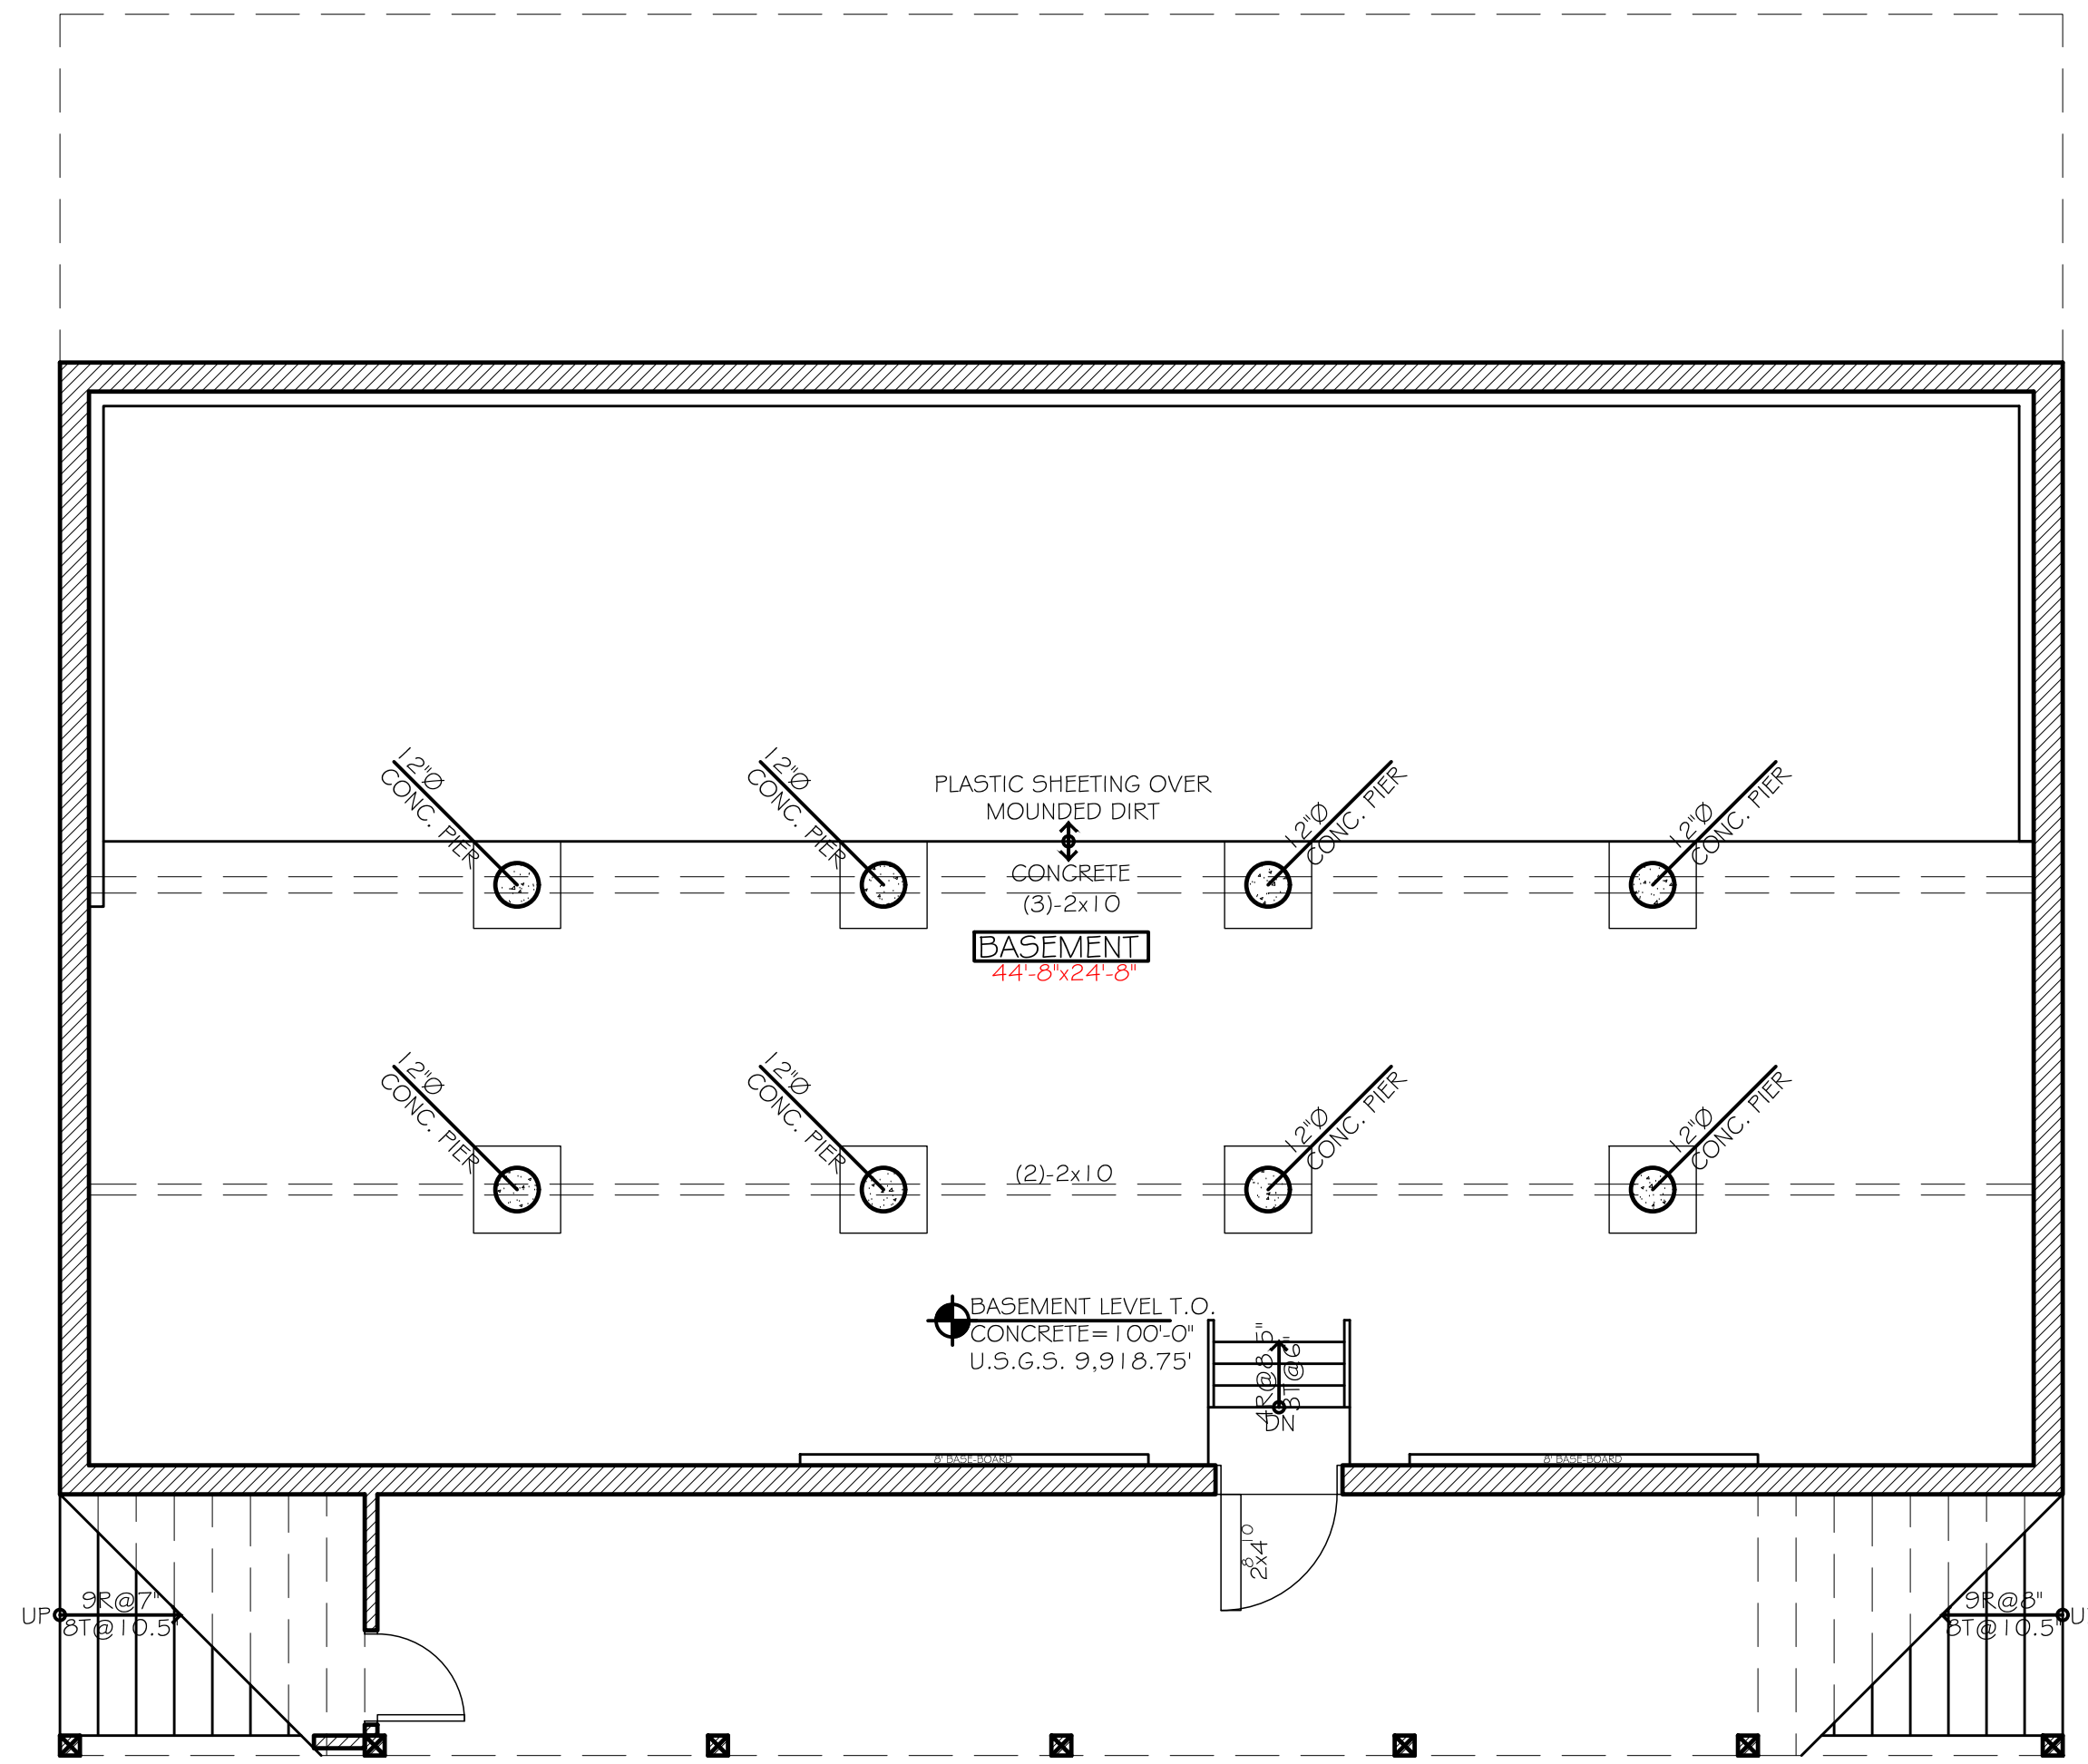 12"Ø
CONC. PIER
12"Ø
CONC. PIER
PLASTIC SHEETING OVER
MOUNDED DIRT
12"Ø
CONC. PIER
12"Ø
CONC. PIER
CONCRETE
(3)-2x10
BASEMENT
44'-8"x24'-8"
12"Ø
CONC. PIER
12"Ø
CONC. PIER
12"Ø
CONC. PIER
12"Ø
CONC. PIER
(2)-2x10
BASEMENT LEVEL T.O.
CONCRETE=100'-0"
U.S.G.S. 9,918.75'
4R@8.5"
3T@6"
DN
8' BASE-BOARD
8' BASE-BOARD
2⁸x4¹⁰
UP
9R@7"
8T@10.5"
9R@8"
8T@10.5"